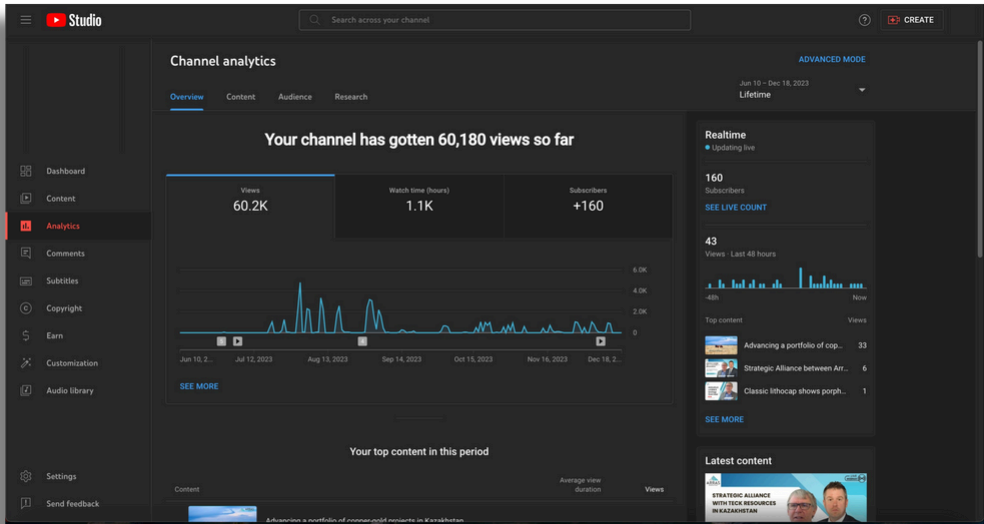 Studio
Search across your channel
CREATE
Channel analytics
ADVANCED MODE
Overview
Content
Audience
Research
Jun 10 – Dec 18, 2023
Lifetime
Dashboard
Content
Analytics
Comments
Subtitles
Copyright
Earn
Customization
Audio library
Settings
Send feedback
Your channel has gotten 60,180 views so far
Views
60.2K
Watch time (hours)
1.1K
Subscribers
+160
6.0K
4.0K
2.0K
0
Jun 10, 2...
Jul 12, 2023
Aug 13, 2023
Sep 14, 2023
Oct 15, 2023
Nov 16, 2023
Dec 18, 2...
SEE MORE
Your top content in this period
Content
Average view
duration
Views
Advancing a portfolio of copper-gold projects in Kazakhstan
Realtime
Updating live
160
Subscribers
SEE LIVE COUNT
43
Views · Last 48 hours
-48h
Now
Top content
Views
Advancing a portfolio of cop...
33
Strategic Alliance between Arr...
6
Classic lithocap shows porph...
1
SEE MORE
Latest content
STRATEGIC ALLIANCE
WITH TECK RESOURCES
IN KAZAKHSTAN